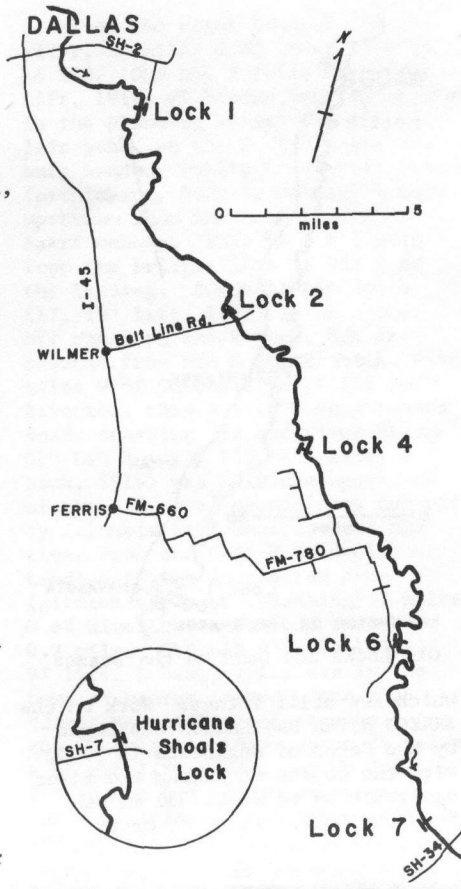 DALLAS
SH-2
N
Lock 1
0 5
miles
I-45
Lock 2
Belt Line Rd.
WILMER
Lock 4
FERRIS
FM-660
FM-780
Lock 6
Hurricane
Shoals
Lock
SH-7
Lock 7
SH-34